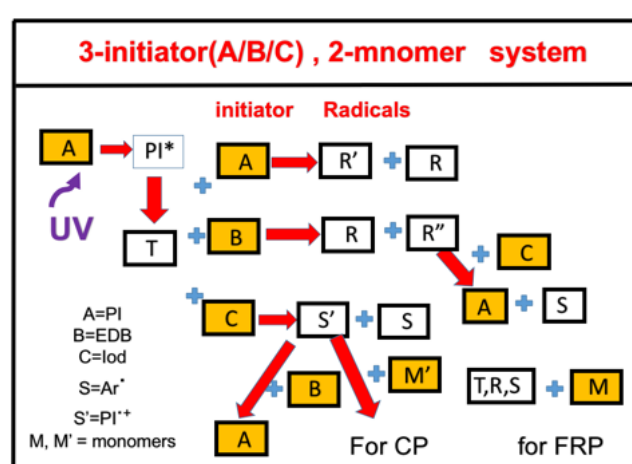 3-initiator(A/B/C) , 2-mnomer system
initiator Radicals
A PI* A R' R
UV
T B R R" C
A S
A=PI
B=EDB
C=Iod
C S' S
S=Ar•
S'=PI•+
B M' T,R,S M
M, M' = monomers
A For CP for FRP